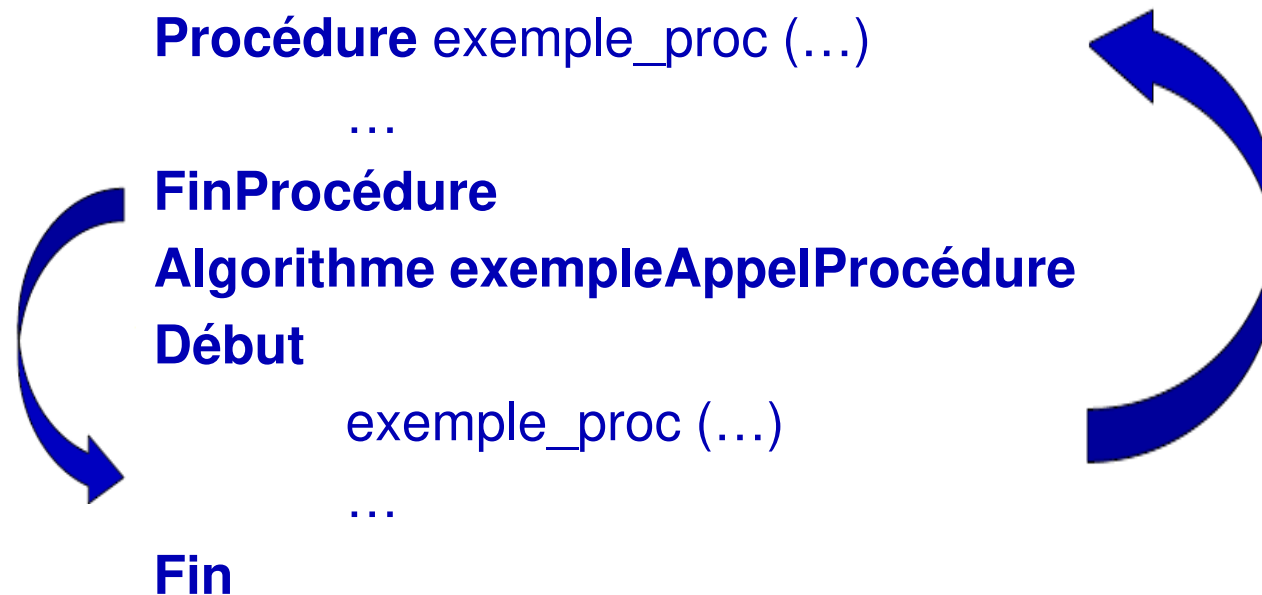 Procédure exemple_proc (…)
…
FinProcédure
Algorithme exempleAppelProcédure
Début
exemple_proc (…)
…
Fin